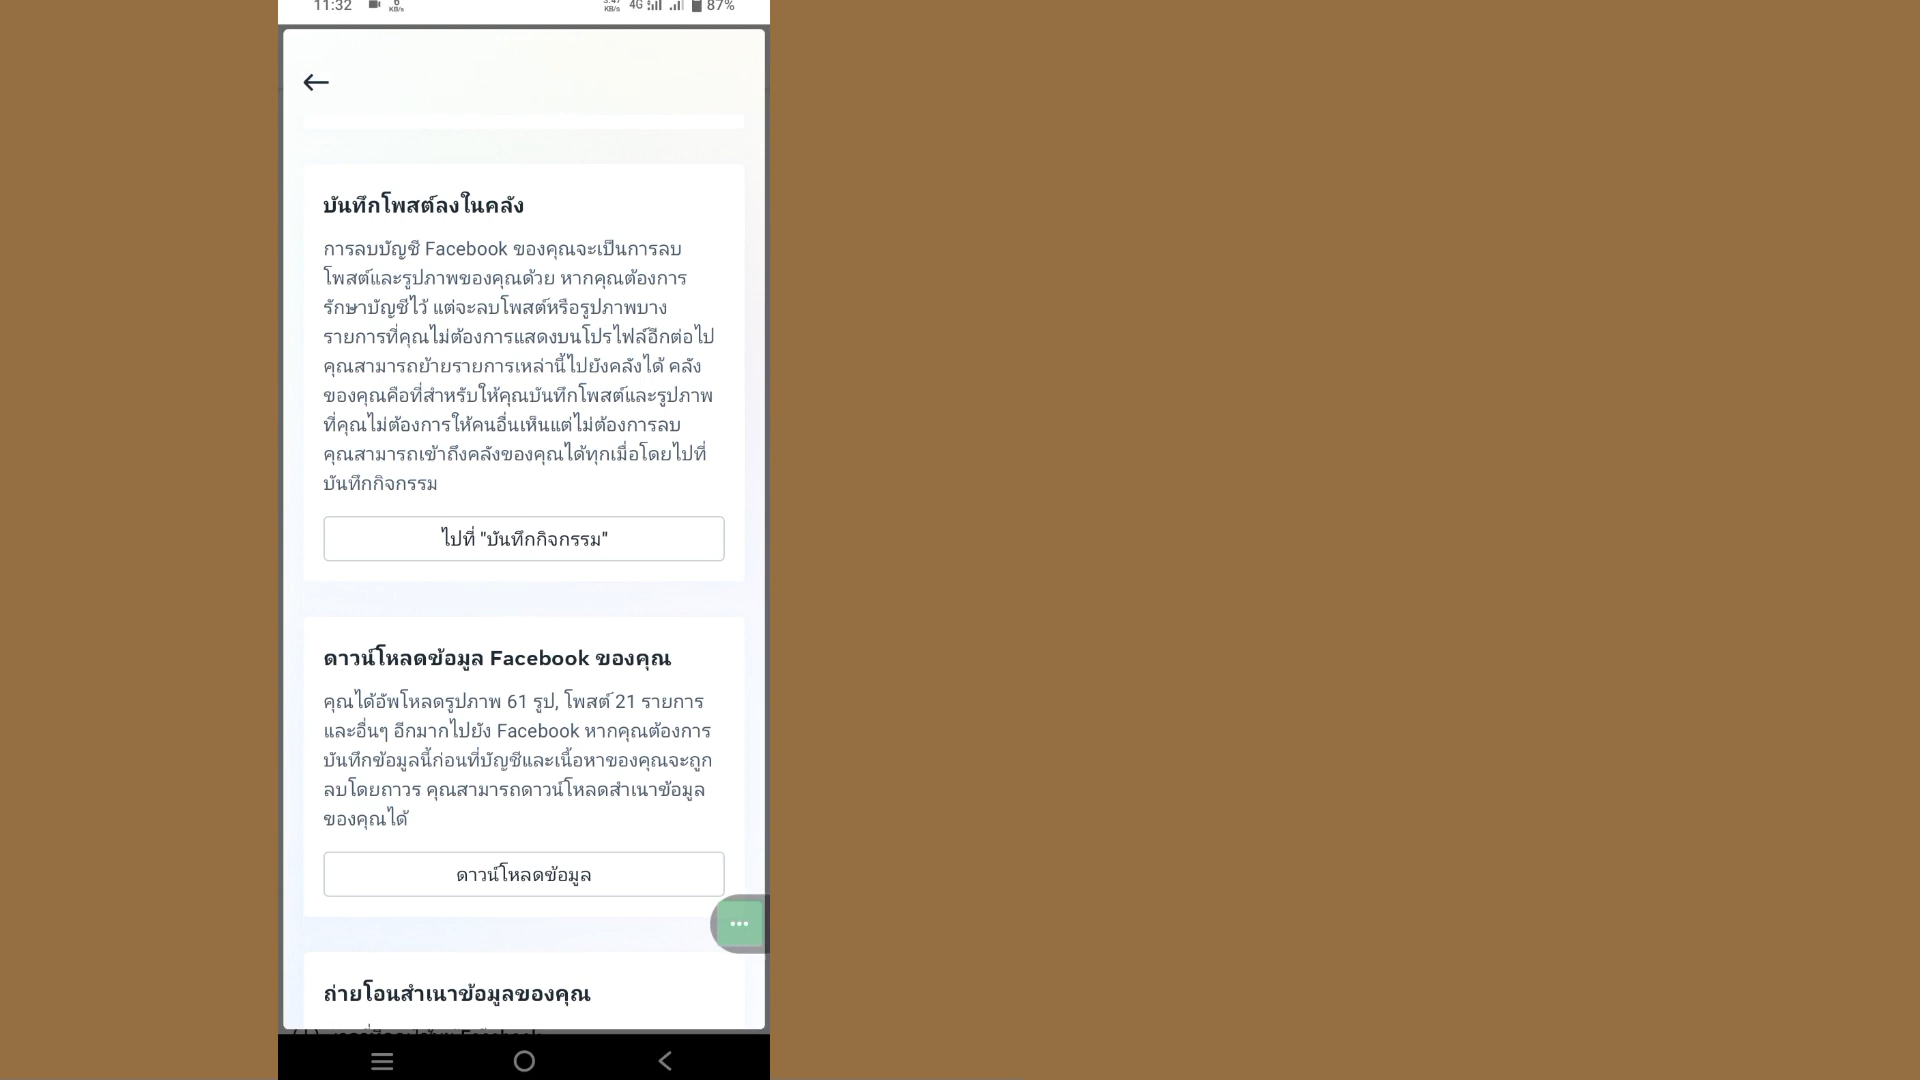 11:32
KB/s
KB/s 4G 87%
บันทึกโพสต์ลงในคลัง
การลบบัญชี Facebook ของคุณจะเป็นการลบ
โพสต์และรูปภาพของคุณด้วย หากคุณต้องการ
รักษาบัญชีไว้ แต่จะลบโพสต์หรือรูปภาพบาง
รายการที่คุณไม่ต้องการแสดงบนโปรไฟล์อีกต่อไป
คุณสามารถย้ายรายการเหล่านี้ไปยังคลังได้ คลัง
ของคุณคือที่สำหรับให้คุณบันทึกโพสต์และรูปภาพ
ที่คุณไม่ต้องการให้คนอื่นเห็นแต่ไม่ต้องการลบ
คุณสามารถเข้าถึงคลังของคุณได้ทุกเมื่อโดยไปที่
บันทึกกิจกรรม
ไปที่ "บันทึกกิจกรรม"
ดาวน์โหลดข้อมูล Facebook ของคุณ
คุณได้อัพโหลดรูปภาพ 61 รูป, โพสต์ 21 รายการ
และอื่นๆ อีกมากไปยัง Facebook หากคุณต้องการ
บันทึกข้อมูลนี้ก่อนที่บัญชีและเนื้อหาของคุณจะถูก
ลบโดยถาวร คุณสามารถดาวน์โหลดสำเนาข้อมูล
ของคุณได้
ดาวน์โหลดข้อมูล
ถ่ายโอนสำเนาข้อมูลของคุณ